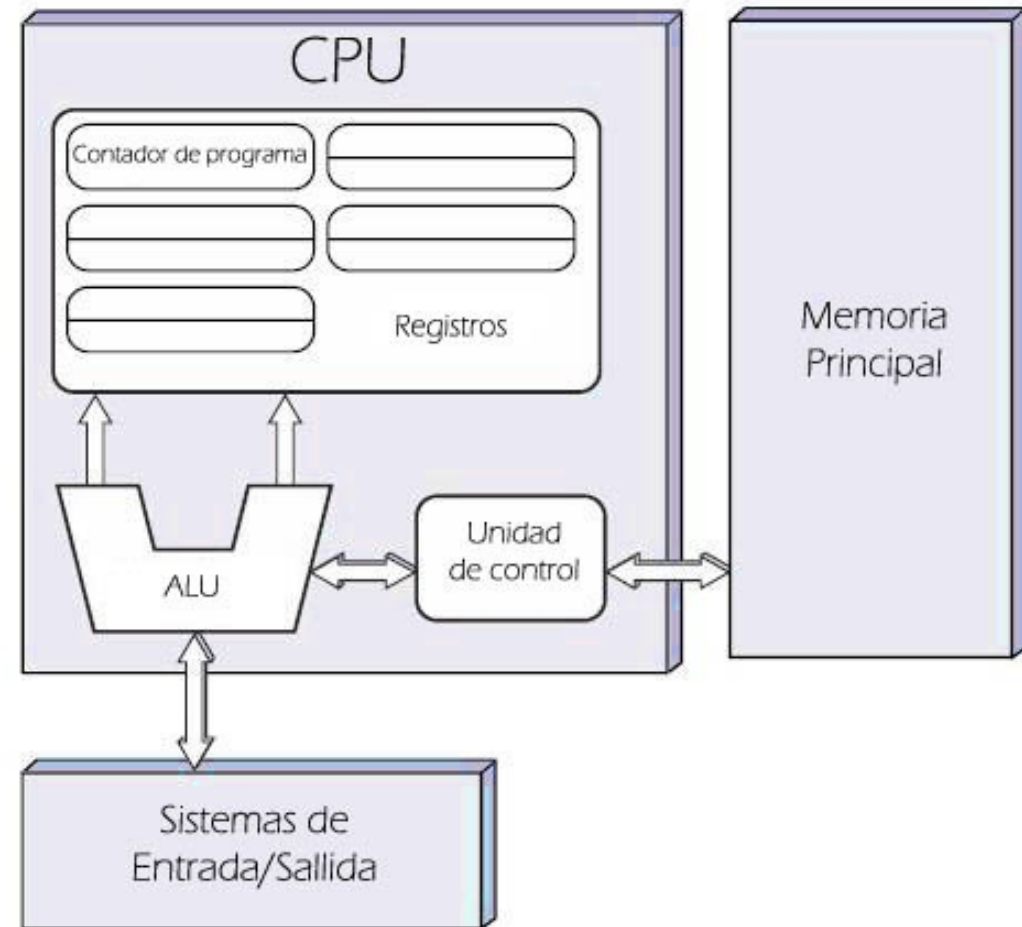 CPU
Contador de programa
Registros
ALU
Unidad
de control
Memoria
Principal
Sistemas de
Entrada/Sallida